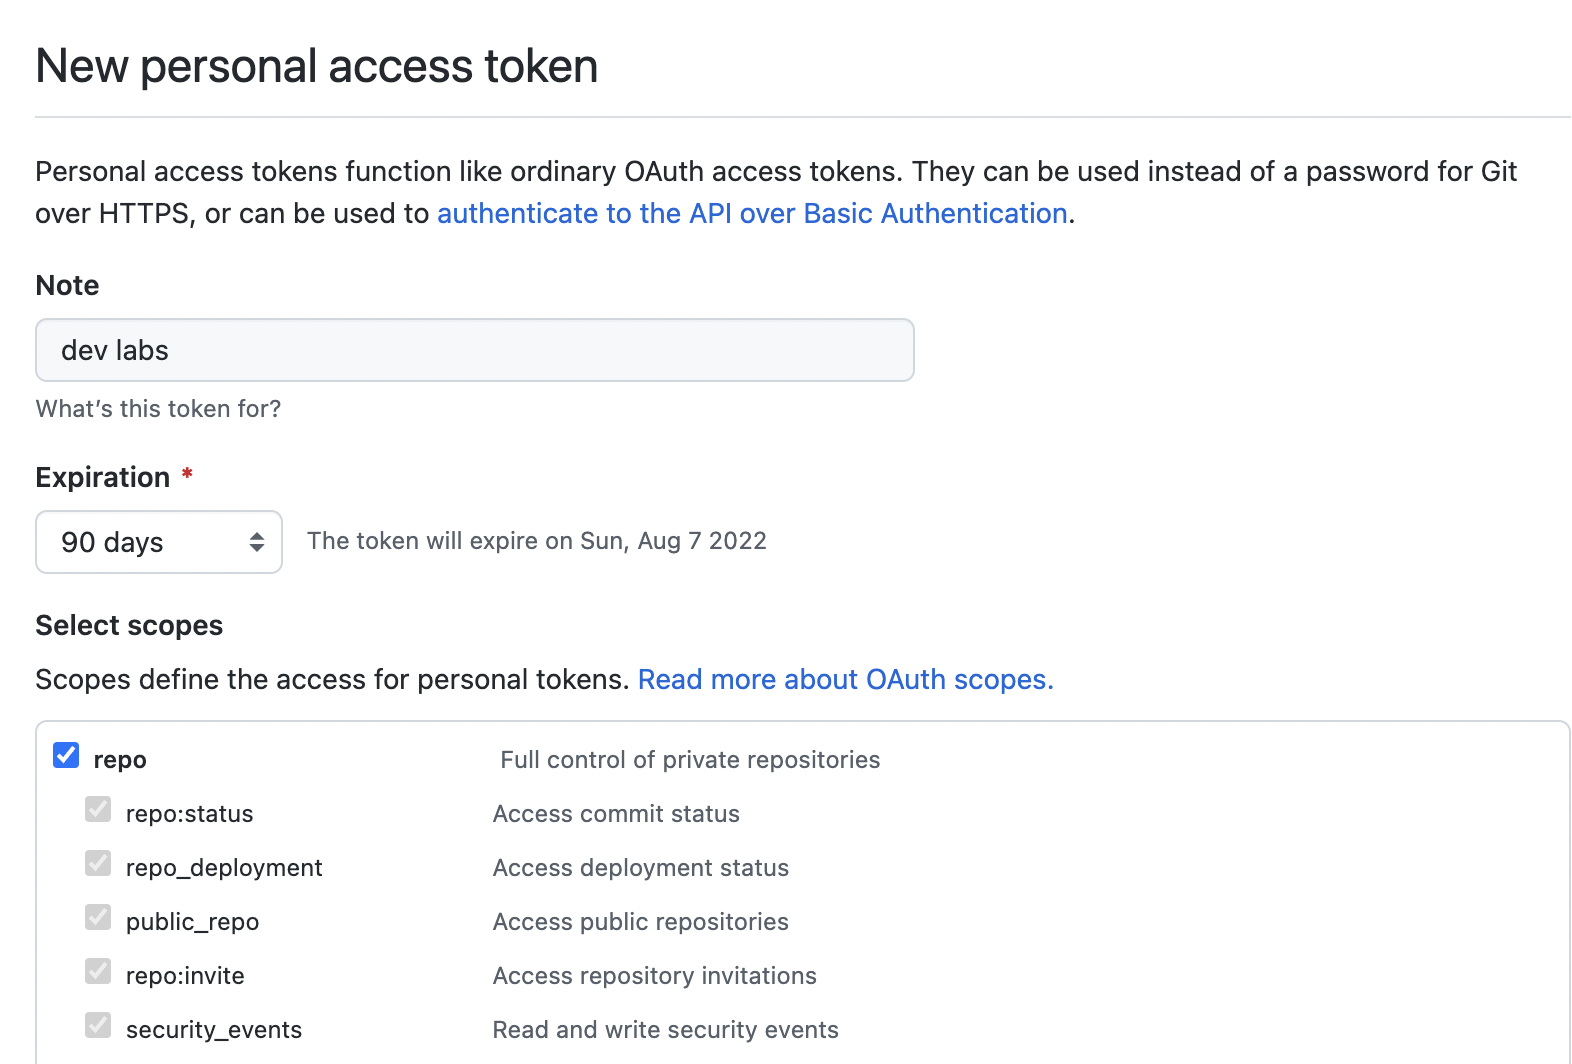 New personal access token
Personal access tokens function like ordinary OAuth access tokens. They can be used instead of a password for Git
over HTTPS, or can be used to authenticate to the API over Basic Authentication.
Note
dev labs
What's this token for?
Expiration *
90 days The token will expire on Sun, Aug 7 2022
Select scopes
Scopes define the access for personal tokens. Read more about OAuth scopes.
repo Full control of private repositories
repo:status Access commit status
repo_deployment Access deployment status
public_repo Access public repositories
repo:invite Access repository invitations
security_events Read and write security events